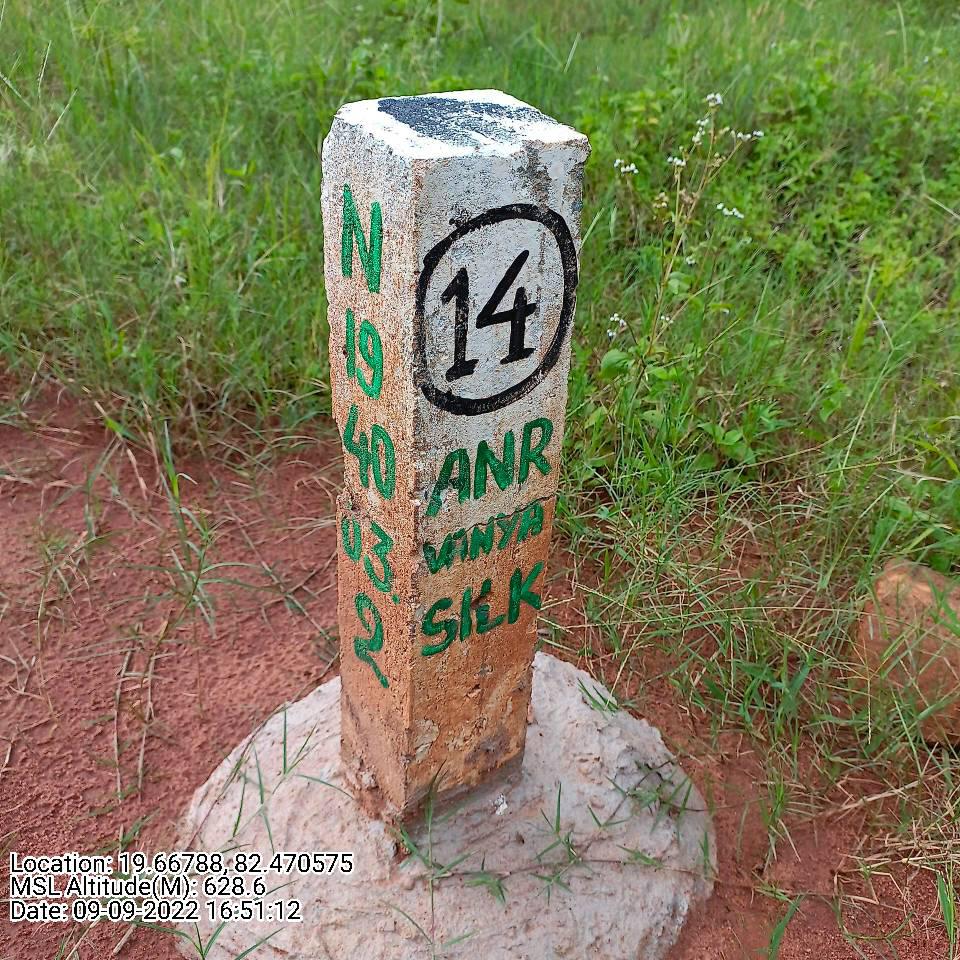 N
19
40
03.
2
14
ANR
VANYA
SILK
Location: 19.66788, 82.470575
MSL Altitude(M): 628.6
Date: 09-09-2022 16:51:12